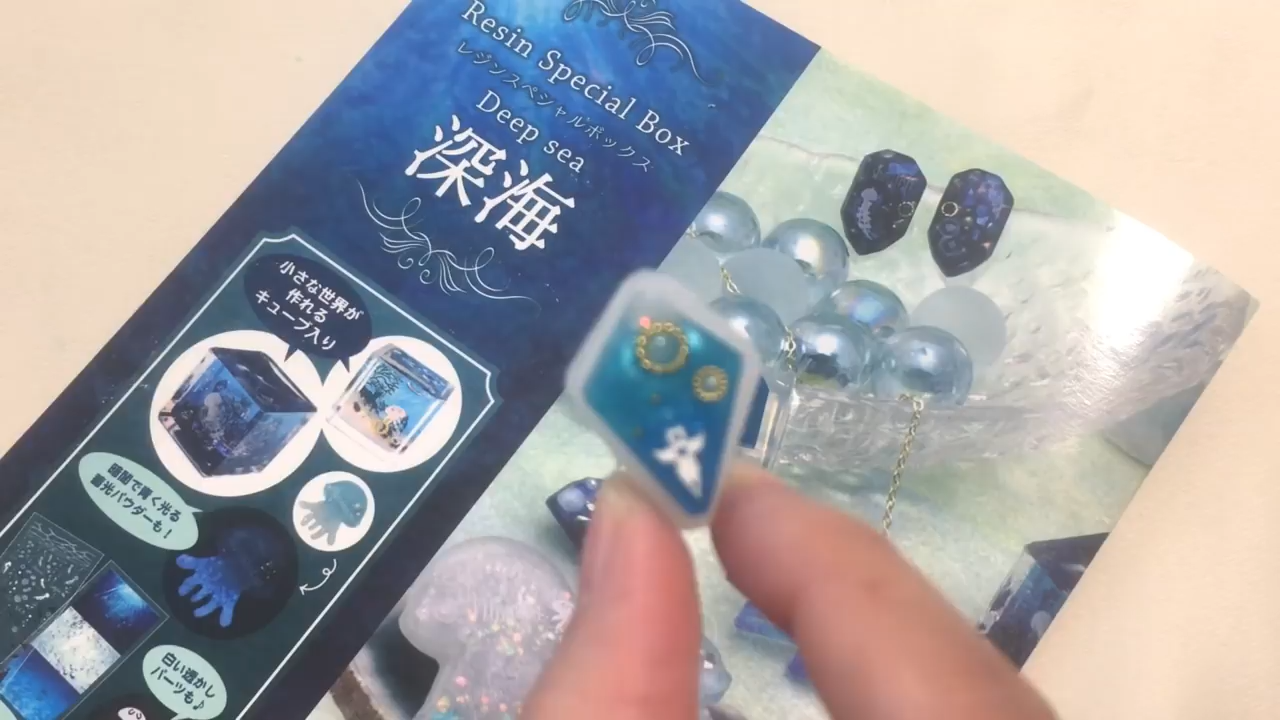 Resin Special Box
レジンスペシャルボックス
Deep sea
深海
小さな世界が
作れる
キューブ入り
暗闇で青く光る
蓄光パウダーも!
白い透かし
パーツも♪